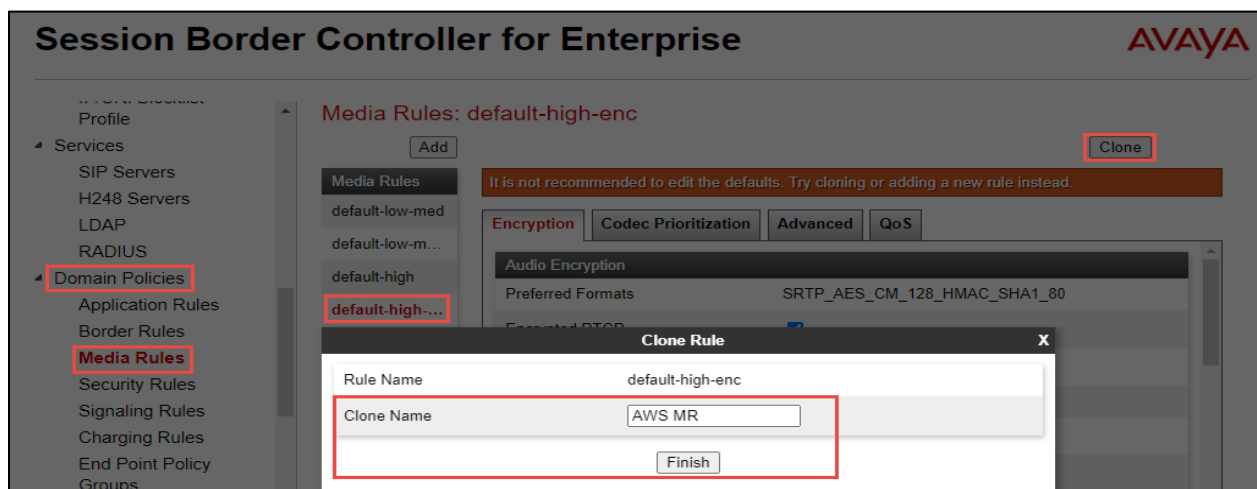 Session Border Controller for Enterprise
AVAYA
Profile
Services
SIP Servers
H248 Servers
LDAP
RADIUS
Domain Policies
Application Rules
Border Rules
Media Rules
Security Rules
Signaling Rules
Charging Rules
End Point Policy
Groups
Media Rules: default-high-enc
Add
Clone
Media Rules
default-low-med
default-low-m...
default-high
default-high-...
It is not recommended to edit the defaults. Try cloning or adding a new rule instead.
Encryption Codec Prioritization Advanced QoS
Audio Encryption
Preferred Formats SRTP_AES_CM_128_HMAC_SHA1_80
Clone Rule X
Rule Name default-high-enc
Clone Name AWS MR
Finish